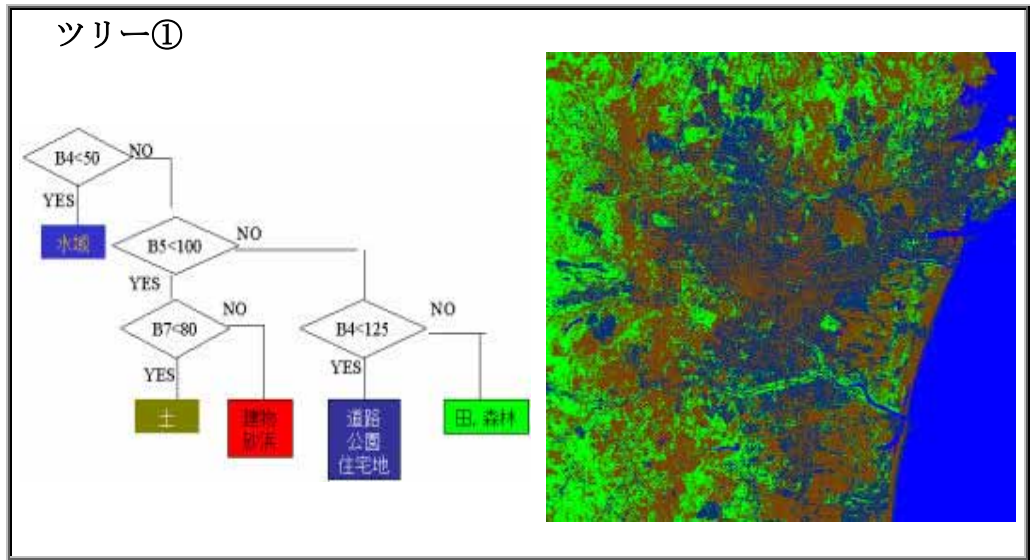 ツリー①
B4<50
NO
YES
水域
B5<100
NO
YES
B7<80
NO
YES
B4<125
NO
YES
土
建物
砂浜
道路
公園
住宅地
田,森林